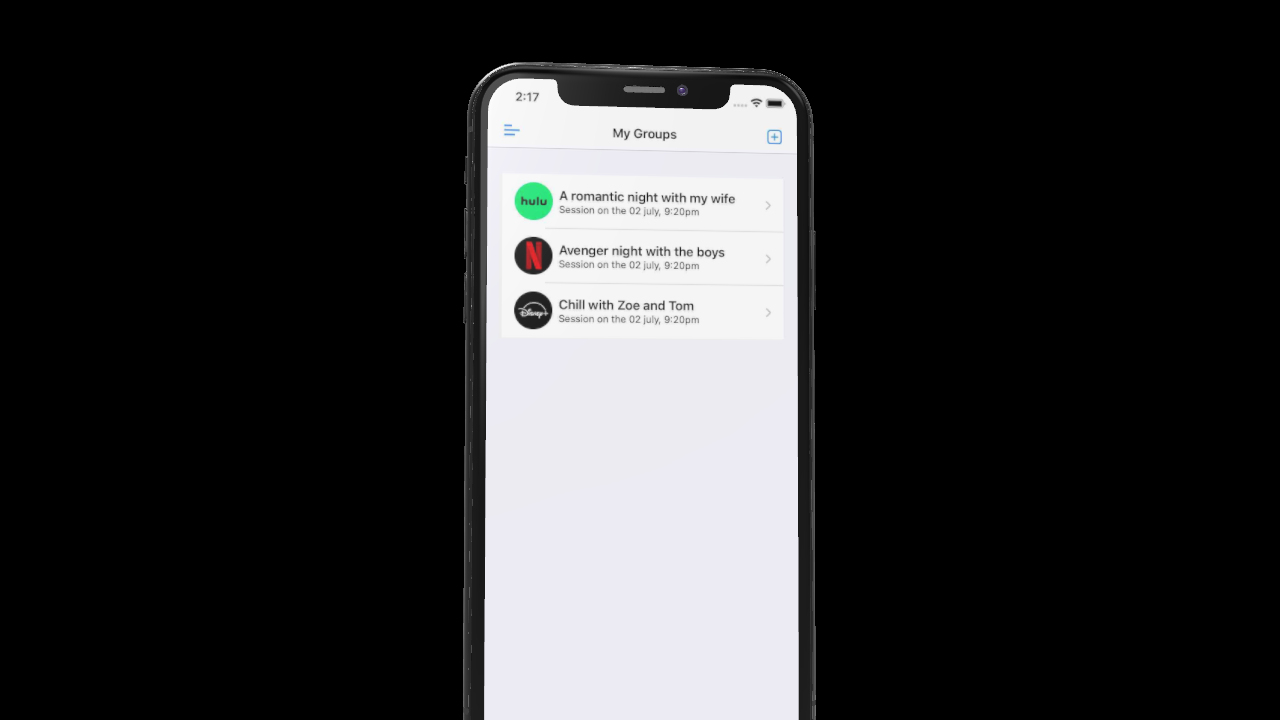 2:17
My Groups
hulu
A romantic night with my wife
Session on the 02 july, 9:20pm
N
Avenger night with the boys
Session on the 02 july, 9:20pm
Disney+
Chill with Zoe and Tom
Session on the 02 july, 9:20pm